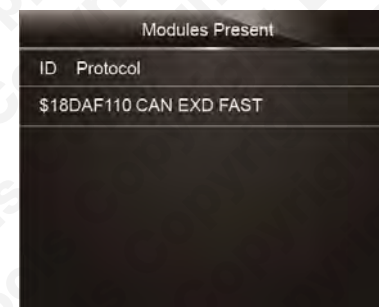 Modules Present
ID Protocol
$18DAF110 CAN EXD FAST